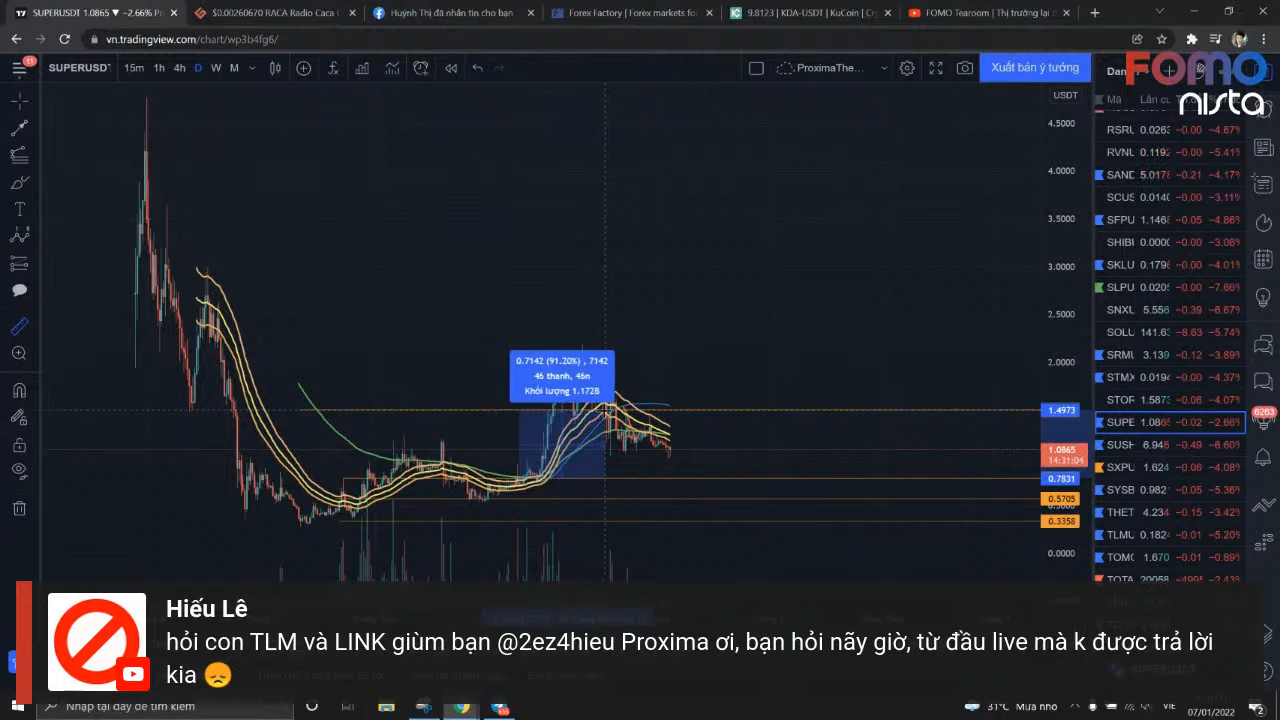 SUPERUSDT 1.0865 ▼ −2.66% Pr
$0.00260670 RACA Radio Caca
Huỳnh Thị đã nhắn tin cho bạn
Forex Factory | Forex markets for
9.8123 | KDA-USDT | KuCoin | Cry
FOMO Tearoom | Thị trường lại đ
vn.tradingview.com/chart/wp3b4fg6/
11
SUPERUSDT
15m
1h
4h
D
W
M
ProximaThe...
Xuất bản ý tưởng
FOMO
nista
USDT
Mã
RSRU 0.0263 −0.00 −4.67%
RVNU 0.1192 −0.00 −5.41%
SAND 5.0178 −0.21 −4.17%
SCUS 0.0140 −0.00 −3.11%
SFPU 1.1468 −0.05 −4.86%
SHIBU 0.0000 −0.00 −3.06%
SKLU 0.1796 −0.00 −4.01%
SLPU 0.0205 −0.00 −7.66%
SNXU 5.556 −0.39 −6.67%
SOLU 141.63 −8.63 −5.74%
SRMU 3.139 −0.12 −3.89%
STMX 0.0194 −0.00 −4.37%
STOR 1.5873 −0.06 −4.07%
SUPE 1.0865 −0.02 −2.66%
SUSH 6.946 −0.49 −6.60%
SXPU 1.624 −0.06 −4.08%
SYSB 0.982 −0.05 −5.36%
THET 4.234 −0.15 −3.42%
TLMU 0.1824 −0.01 −5.20%
TOMO 1.670 −0.01 −0.89%
TOTA 20058 −4995 −2.43%
4.5000
4.0000
3.5000
3.0000
2.5000
2.0000
1.4973
1.0865
14:31:04
0.7831
0.5705
0.3358
0.0000
0.7142 (91.20%) , 7142
46 thanh, 46n
Khối lượng 1.172B
6263
Hiếu Lê
hỏi con TLM và LINK giùm bạn @2ez4hieu Proxima ơi, bạn hỏi nãy giờ, từ đầu live mà k được trả lời
kia 😞
Nhập tại đây để tìm kiếm
31°C Mưa nhỏ
07/01/2022
2